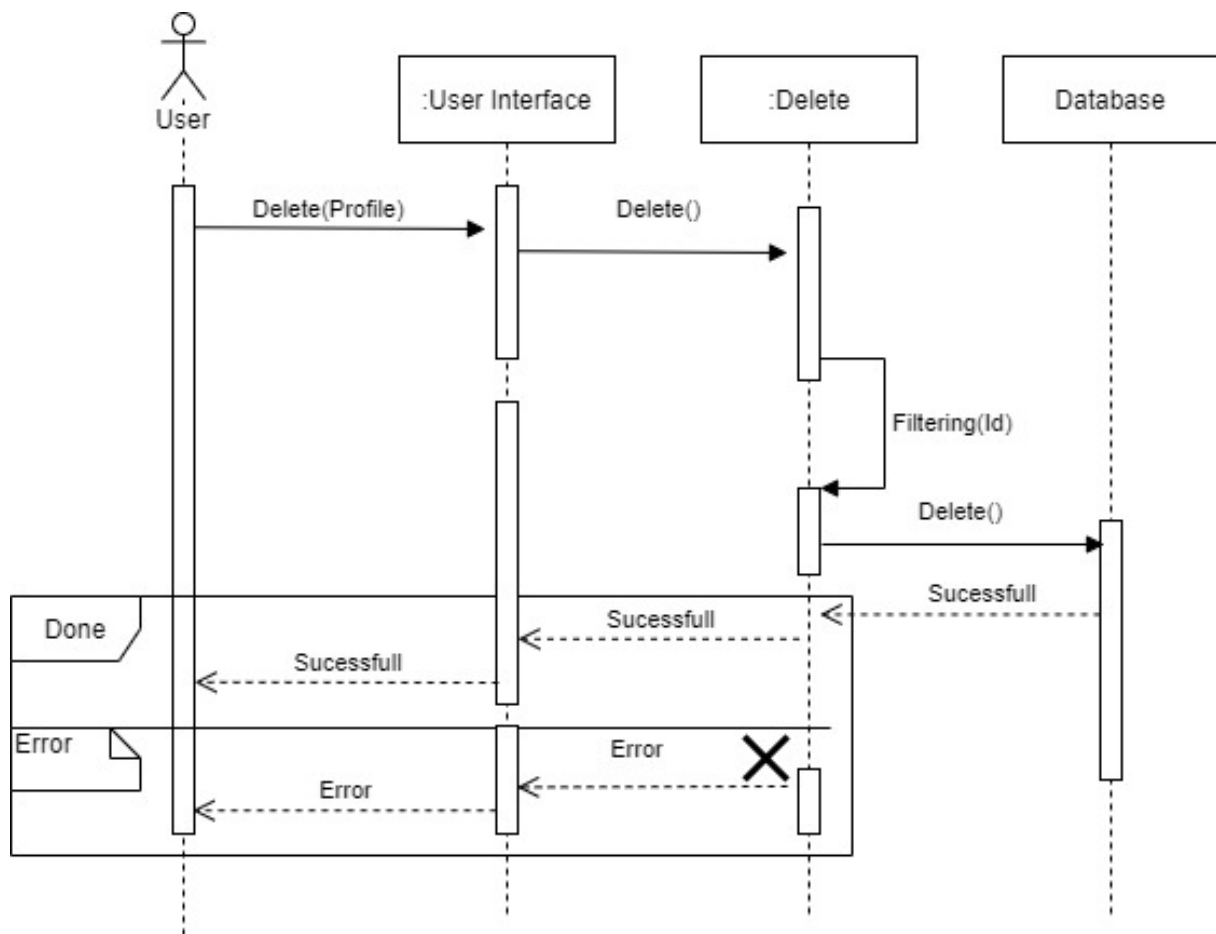 User
:User Interface
:Delete
Database
Delete(Profile)
Delete()
Filtering(Id)
Delete()
Sucessfull
Done
Sucessfull
Sucessfull
Error
Error
Error